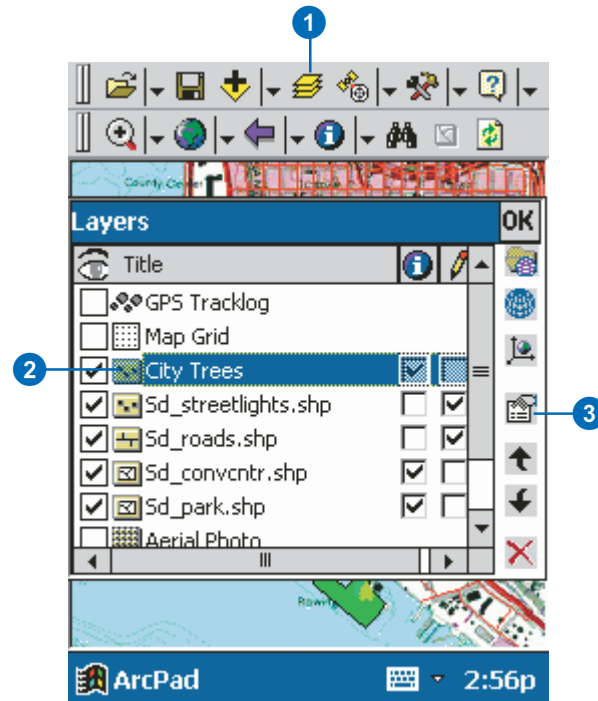 1
County Center
Layers OK
Title
GPS Tracklog
Map Grid
2 City Trees
Sd_streetlights.shp
3
Sd_roads.shp
Sd_convcntr.shp
Sd_park.shp
Aerial Photo
ArcPad 2:56p